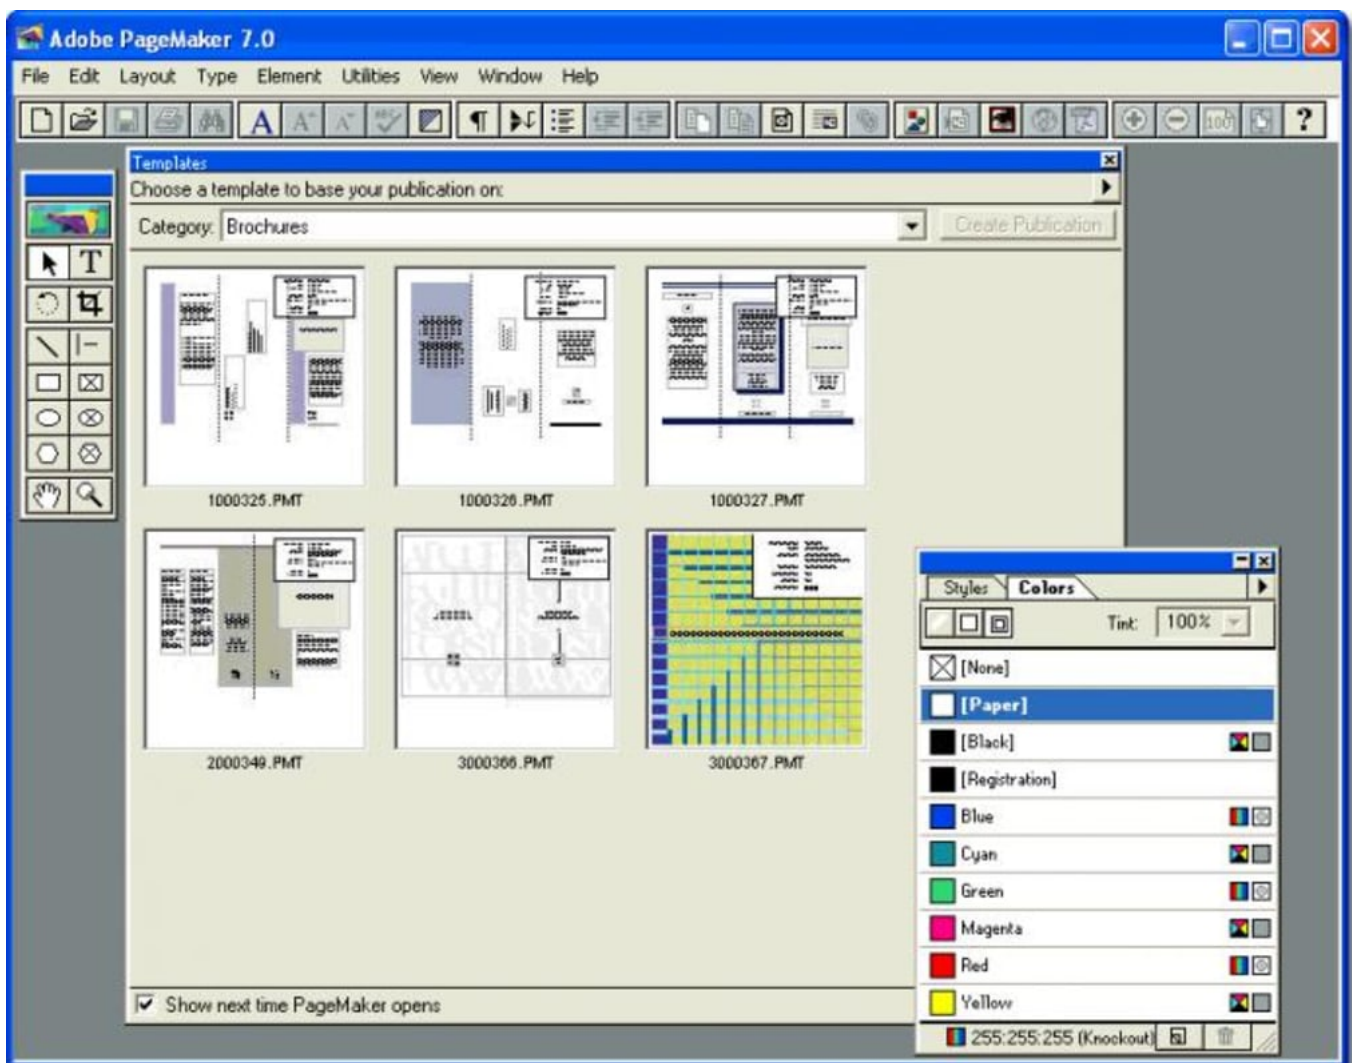 Adobe PageMaker 7.0
File Edit Layout Type Element Utilities View Window Help
Templates
Choose a template to base your publication on:
Category: Brochures Create Publication
1000325.PMT 1000326.PMT 1000327.PMT
2000349.PMT 3000366.PMT 3000367.PMT
Show next time PageMaker opens
Styles Colors
Tint: 100%
[None]
[Paper]
[Black]
[Registration]
Blue
Cyan
Green
Magenta
Red
Yellow
255:255:255 (Knockout)